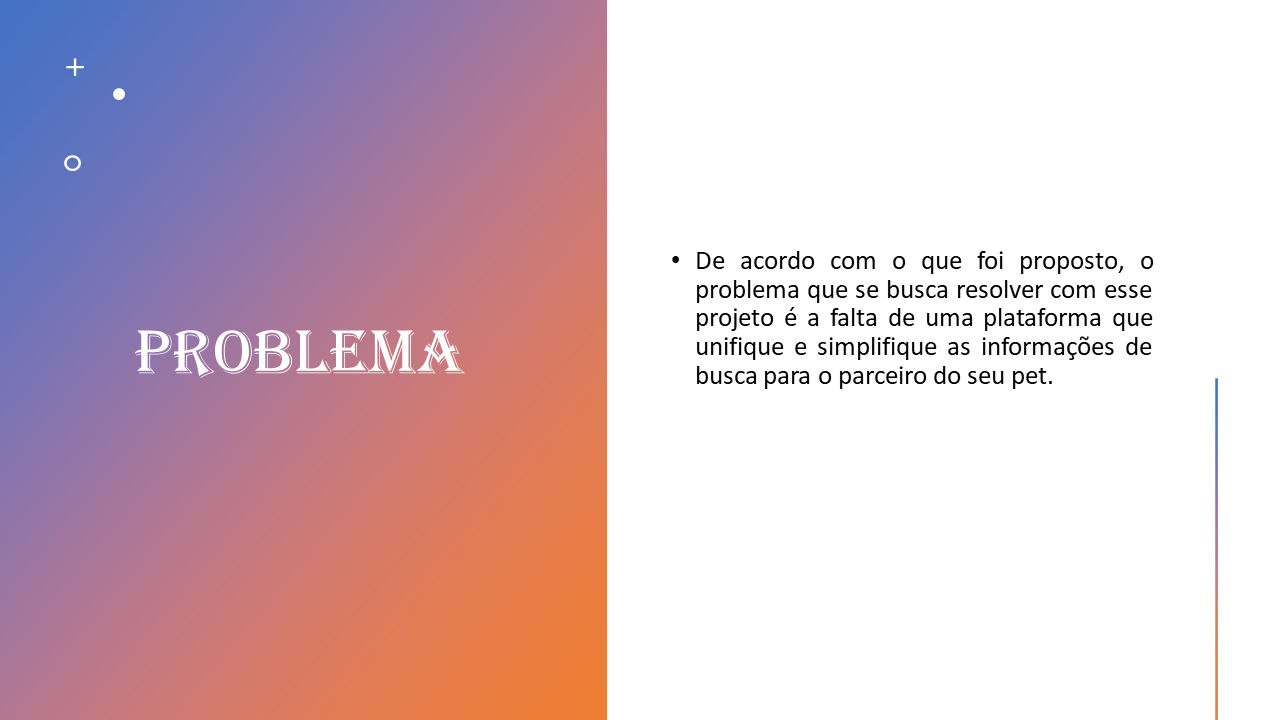 PROBLEMA
• De acordo com o que foi proposto, o
problema que se busca resolver com esse
projeto é a falta de uma plataforma que
unifique e simplifique as informações de
busca para o parceiro do seu pet.